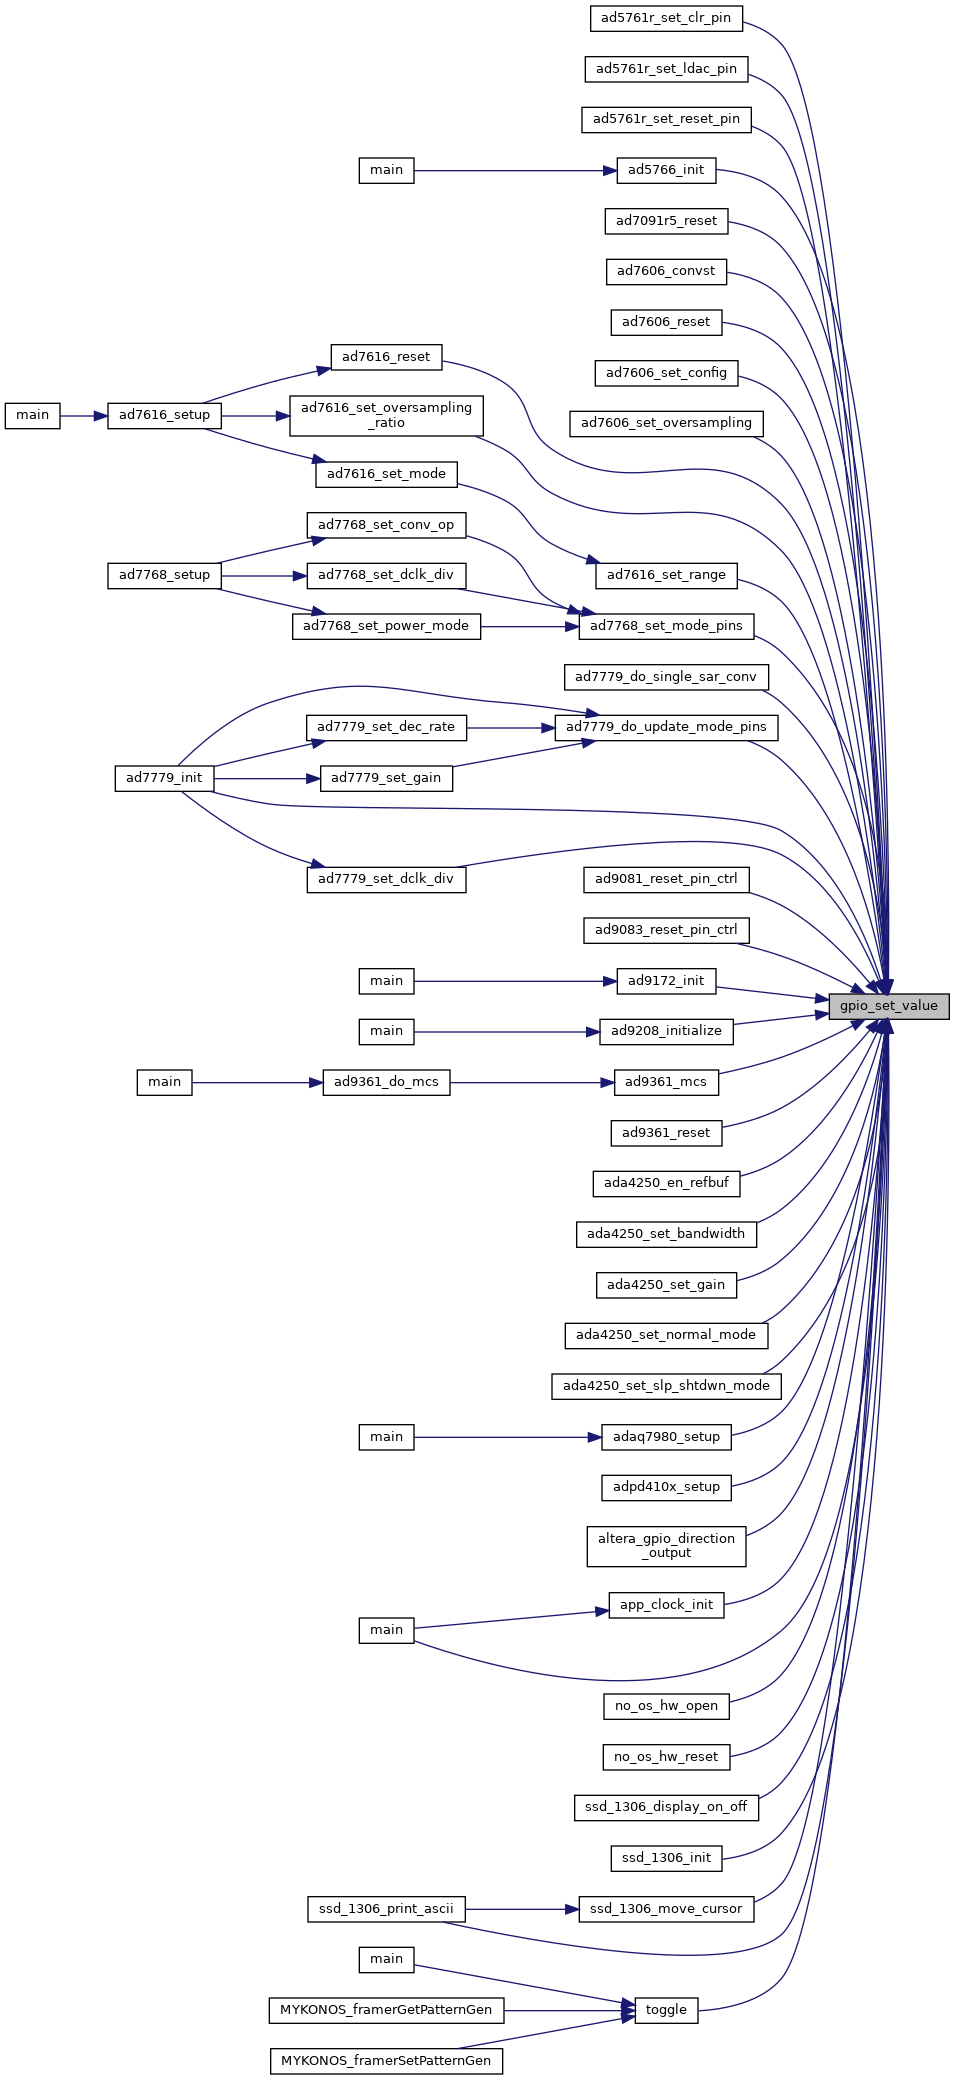 ad5761r_set_clr_pin
ad5761r_set_ldac_pin
ad5761r_set_reset_pin
main
ad5766_init
ad7091r5_reset
ad7606_convst
ad7606_reset
ad7616_reset
ad7606_set_config
main
ad7616_setup
ad7616_set_oversampling
_ratio
ad7606_set_oversampling
ad7616_set_mode
ad7768_set_conv_op
ad7768_setup
ad7768_set_dclk_div
ad7616_set_range
ad7768_set_power_mode
ad7768_set_mode_pins
ad7779_do_single_sar_conv
ad7779_set_dec_rate
ad7779_do_update_mode_pins
ad7779_init
ad7779_set_gain
ad7779_set_dclk_div
ad9081_reset_pin_ctrl
ad9083_reset_pin_ctrl
main
ad9172_init
gpio_set_value
main
ad9208_initialize
main
ad9361_do_mcs
ad9361_mcs
ad9361_reset
ada4250_en_refbuf
ada4250_set_bandwidth
ada4250_set_gain
ada4250_set_normal_mode
ada4250_set_slp_shtdwn_mode
main
adaq7980_setup
adpd410x_setup
altera_gpio_direction
_output
app_clock_init
main
no_os_hw_open
no_os_hw_reset
ssd_1306_display_on_off
ssd_1306_init
ssd_1306_print_ascii
ssd_1306_move_cursor
main
MYKONOS_framerGetPatternGen
toggle
MYKONOS_framerSetPatternGen